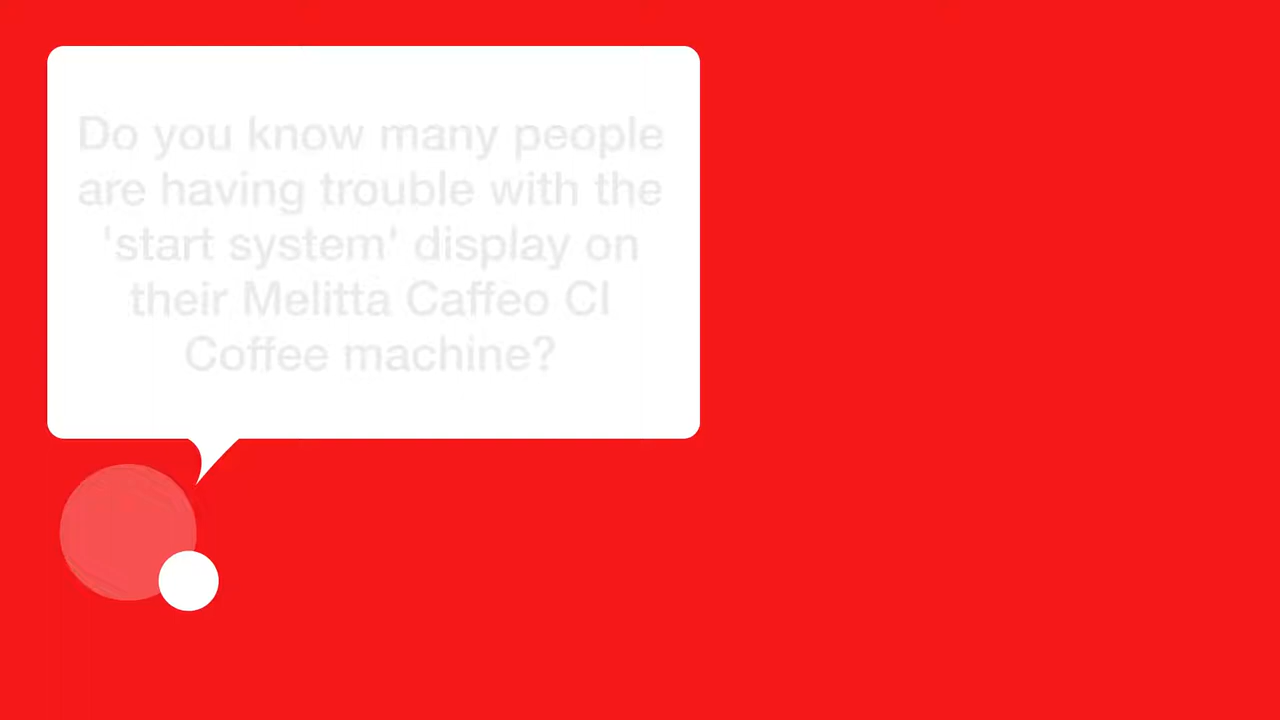 Do you know many people
are having trouble with the
'start system' display on
their Melitta Caffeo CI
Coffee machine?